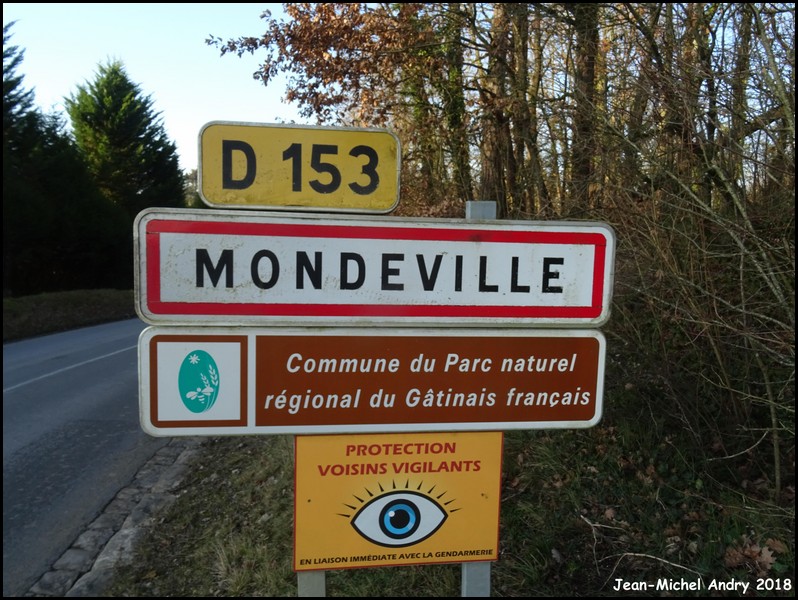 D 153
MONDEVILLE
Commune du Parc naturel
régional du Gâtinais français
PROTECTION
VOISINS VIGILANTS
EN LIAISON IMMÉDIATE AVEC LA GENDARMERIE
Jean-Michel Andry 2018